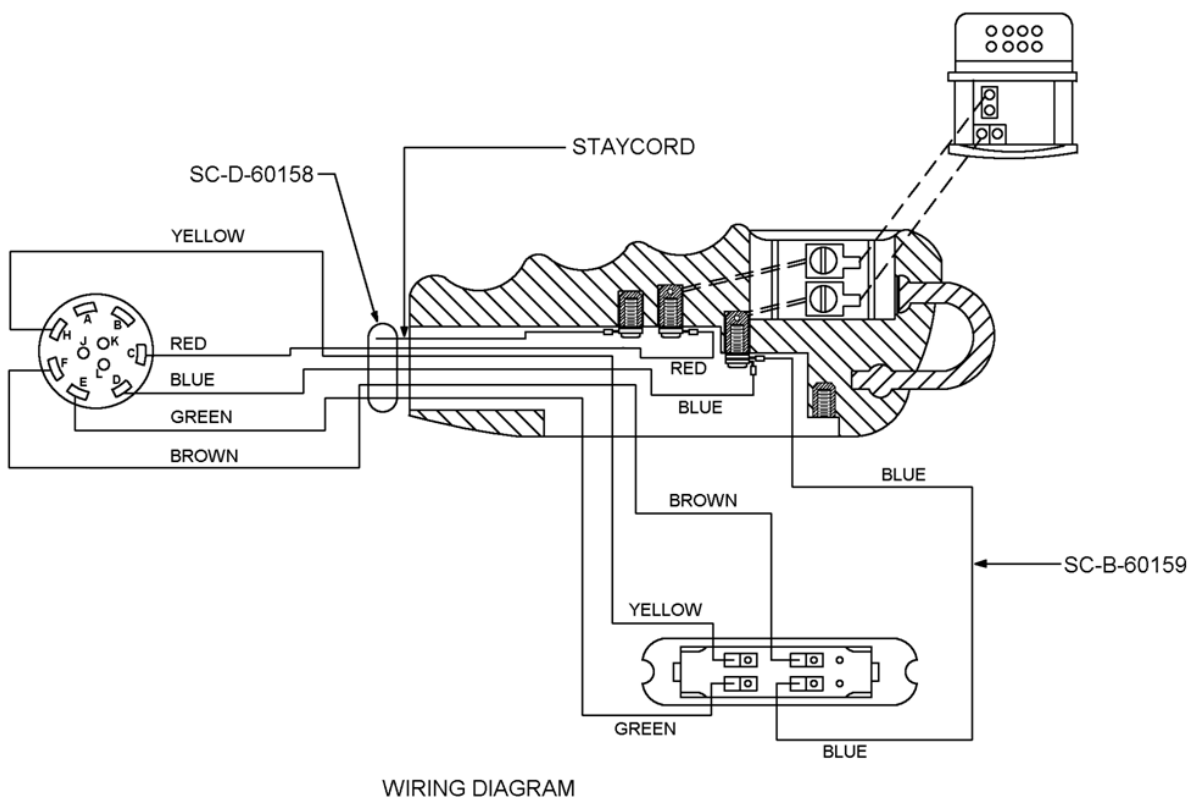 STAYCORD
SC-D-60158
YELLOW
A
B
H
K
J
C
RED
F
L
RED
E
D
BLUE
BLUE
GREEN
BROWN
BLUE
BROWN
SC-B-60159
YELLOW
GREEN
BLUE
WIRING DIAGRAM